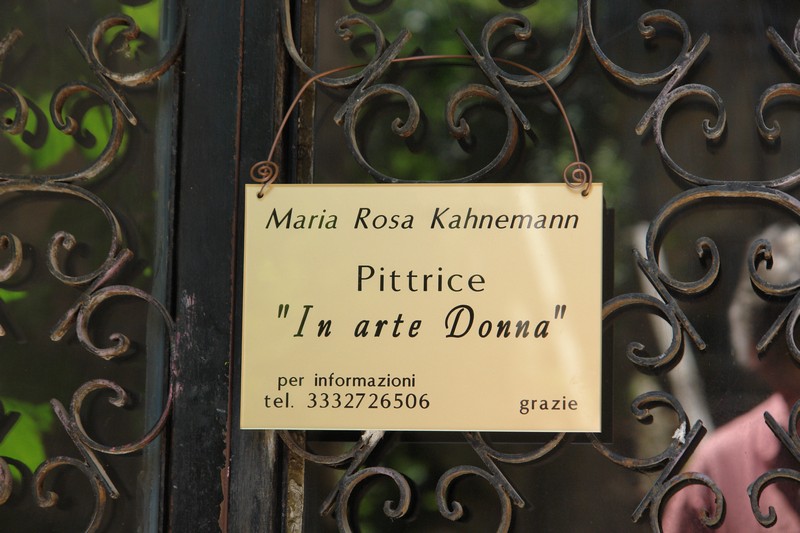 Maria Rosa Kahnemann
Pittrice
"In arte Donna"
per informazioni
tel. 3332726506 grazie